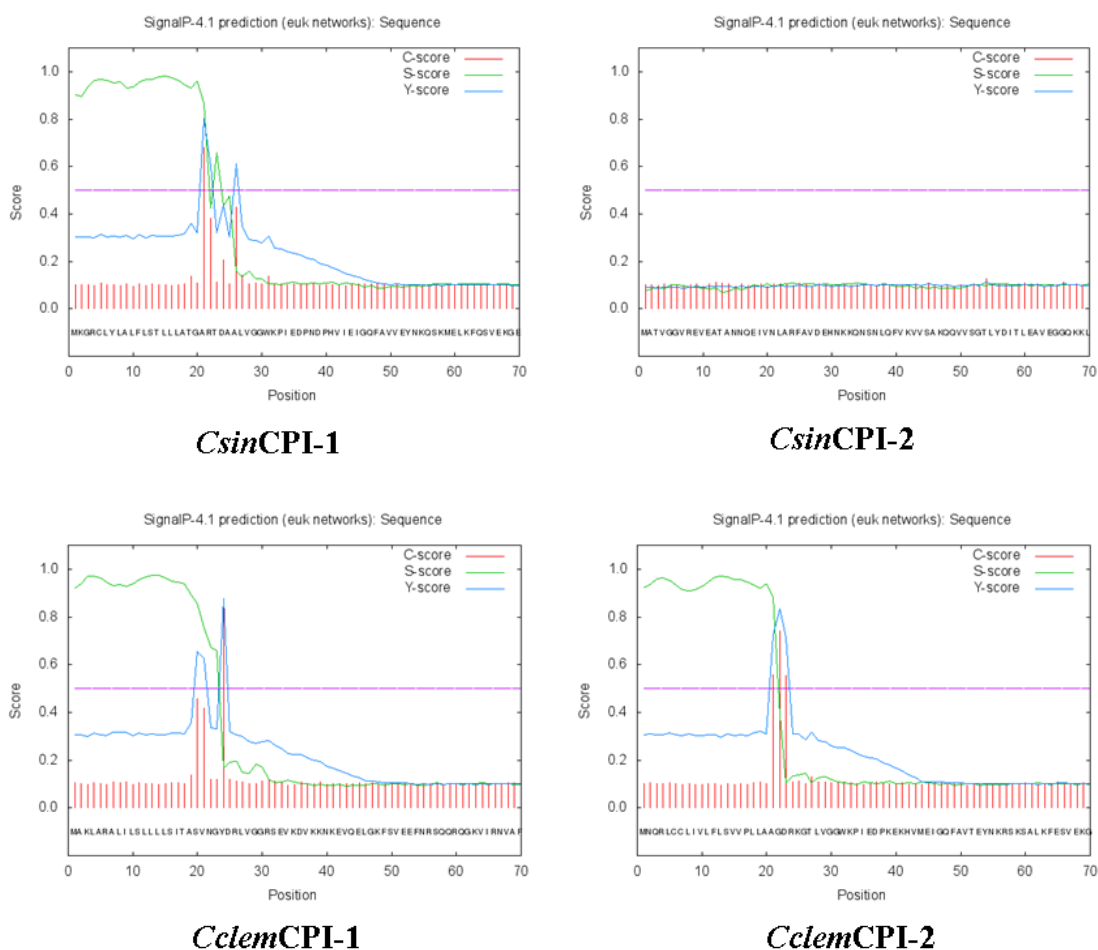 SignalP-4.1 prediction (euk networks): Sequence
C-score
S-score
Y-score
1.0
0.8
0.6
0.4
0.2
0.0
Score
MKGRCLYLALFLSTLLLATGARTDAALVGGWKPIEDPNDPHVIEIGQFAVVEYNKQSKMELKFQSVEKGE
0 10 20 30 40 50 60 70
Position
CsinCPI-1
SignalP-4.1 prediction (euk networks): Sequence
C-score
S-score
Y-score
1.0
0.8
0.6
0.4
0.2
0.0
Score
MATVGGVREVEATANNQEIVNLARFAVDEHNKKQNSNLQFVKVVSAKQQVVSGTLYDITLEAVEGGQKKL
0 10 20 30 40 50 60 70
Position
CsinCPI-2
SignalP-4.1 prediction (euk networks): Sequence
C-score
S-score
Y-score
1.0
0.8
0.6
0.4
0.2
0.0
Score
MAKLARALILSLLLLSITASVNGYDRLVGGRSEVKDVKKNKEVQELGKFSVEEFNRSQQRQGKVIRNVAF
0 10 20 30 40 50 60 70
Position
CclemCPI-1
SignalP-4.1 prediction (euk networks): Sequence
C-score
S-score
Y-score
1.0
0.8
0.6
0.4
0.2
0.0
Score
MNQRLCCLIVLFLSVVPLLAAGDRKGTLVGGWKPIEDPKEKHVMEIGQFAVTEYNKRSKSALKFESVEKG
0 10 20 30 40 50 60 70
Position
CclemCPI-2